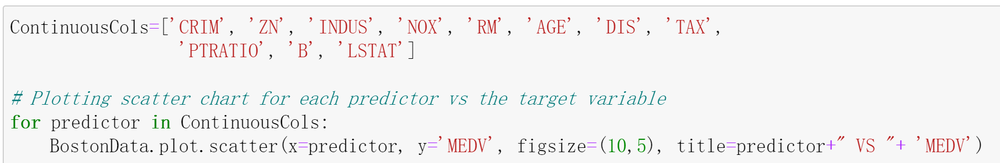 ContinuousCols=['CRIM', 'ZN', 'INDUS', 'NOX', 'RM', 'AGE', 'DIS', 'TAX',
'PTRATIO', 'B', 'LSTAT']
# Plotting scatter chart for each predictor vs the target variable
for predictor in ContinuousCols:
BostonData.plot.scatter(x=predictor, y='MEDV', figsize=(10,5), title=predictor+" VS "+ 'MEDV')